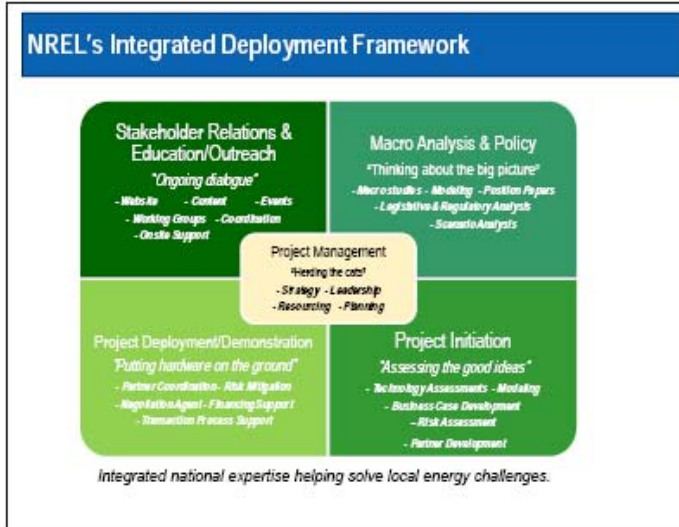 NREL's Integrated Deployment Framework
Stakeholder Relations &
Education/Outreach
"Ongoing dialogue"
- Website - Content - Events
- Working Groups - Coordination
- Onsite Support
Macro Analysis & Policy
"Thinking about the big picture"
- Macro studies - Modeling - Position Papers
- Legislative & Regulatory Analysis
- Scenario Analysis
Project Management
"Herding the cats"
- Strategy - Leadership
- Resourcing - Planning
Project Deployment/Demonstration
"Putting hardware on the ground"
- Partner Coordination - Risk Mitigation
- Negotiation Agent - Financing Support
- Transaction Process Support
Project Initiation
"Assessing the good ideas"
- Technology Assessments - Modeling
- Business Case Development
- Risk Assessment
- Partner Development
Integrated national expertise helping solve local energy challenges.